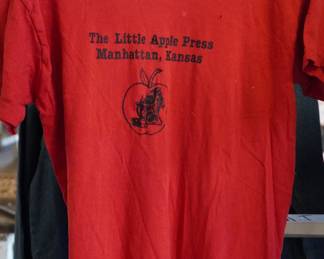 The Little Apple Press
Manhattan, Kansas